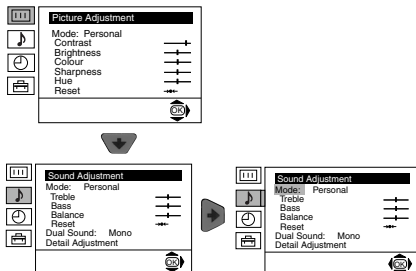 Picture Adjustment
Mode: Personal
Contrast
Brightness
Colour
Sharpness
Hue
Reset
OK
Sound Adjustment
Mode: Personal
Treble
Bass
Balance
Reset
Dual Sound: Mono
Detail Adjustment
OK
Sound Adjustment
Mode: Personal
Treble
Bass
Balance
Reset
Dual Sound: Mono
Detail Adjustment
OK